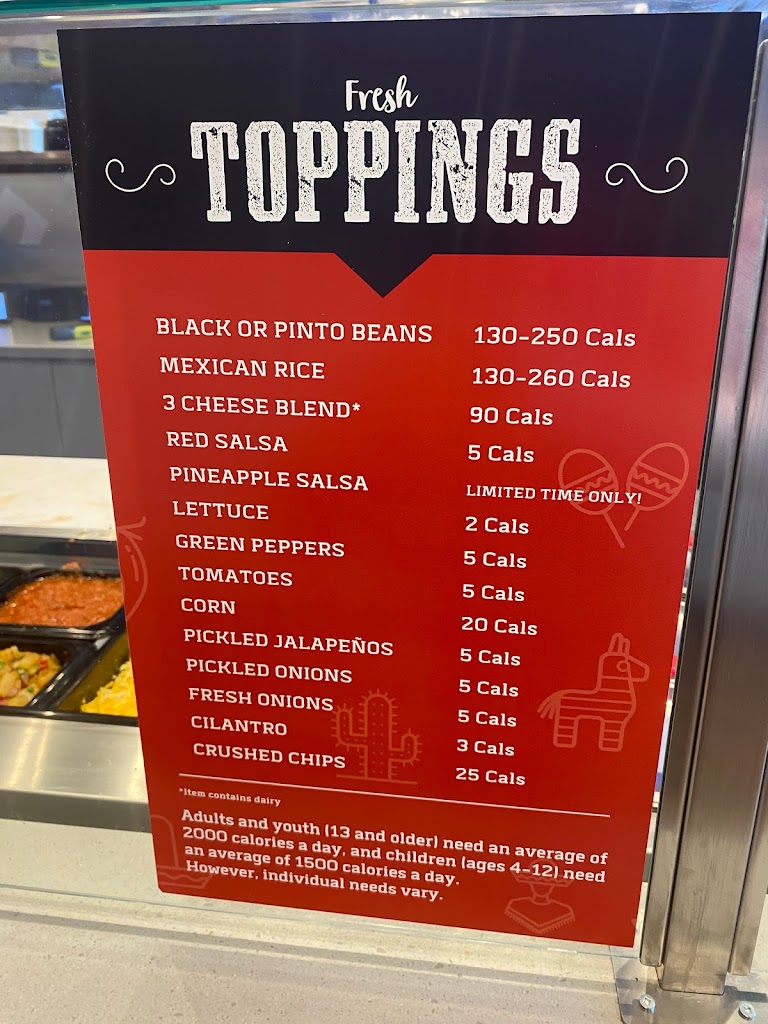 Fresh
TOPPINGS
BLACK OR PINTO BEANS 130-250 Cals
MEXICAN RICE 130-260 Cals
3 CHEESE BLEND* 90 Cals
RED SALSA 5 Cals
PINEAPPLE SALSA LIMITED TIME ONLY!
LETTUCE 2 Cals
GREEN PEPPERS 5 Cals
TOMATOES 5 Cals
CORN 20 Cals
PICKLED JALAPEÑOS 5 Cals
PICKLED ONIONS 5 Cals
FRESH ONIONS 5 Cals
CILANTRO 3 Cals
CRUSHED CHIPS 25 Cals
*Item contains dairy
Adults and youth (13 and older) need an average of
2000 calories a day, and children (ages 4-12) need
an average of 1500 calories a day.
However, individual needs vary.